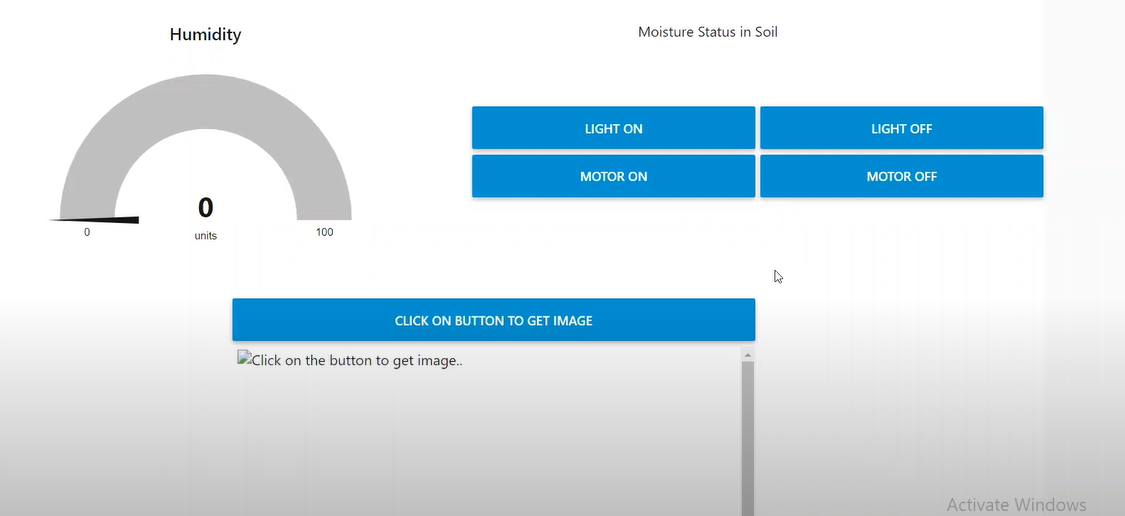 Humidity
Moisture Status in Soil
LIGHT ON
LIGHT OFF
MOTOR ON
MOTOR OFF
0
0
units
100
CLICK ON BUTTON TO GET IMAGE
Click on the button to get image..
Activate Windows